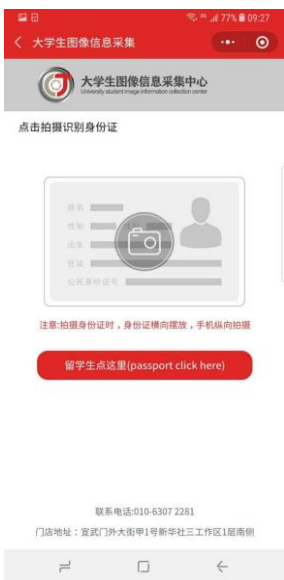 77% 09:27
大学生图像信息采集
大学生图像信息采集中心
University student image information collection center
点击拍摄识别身份证
姓名
性别
出生
住址
公民身份证号
注意:拍摄身份证时，身份证横向摆放，手机纵向拍摄
留学生点这里(passport click here)
联系电话:010-6307 2281
门店地址：宣武门外大街甲1号新华社三工作区1层南侧